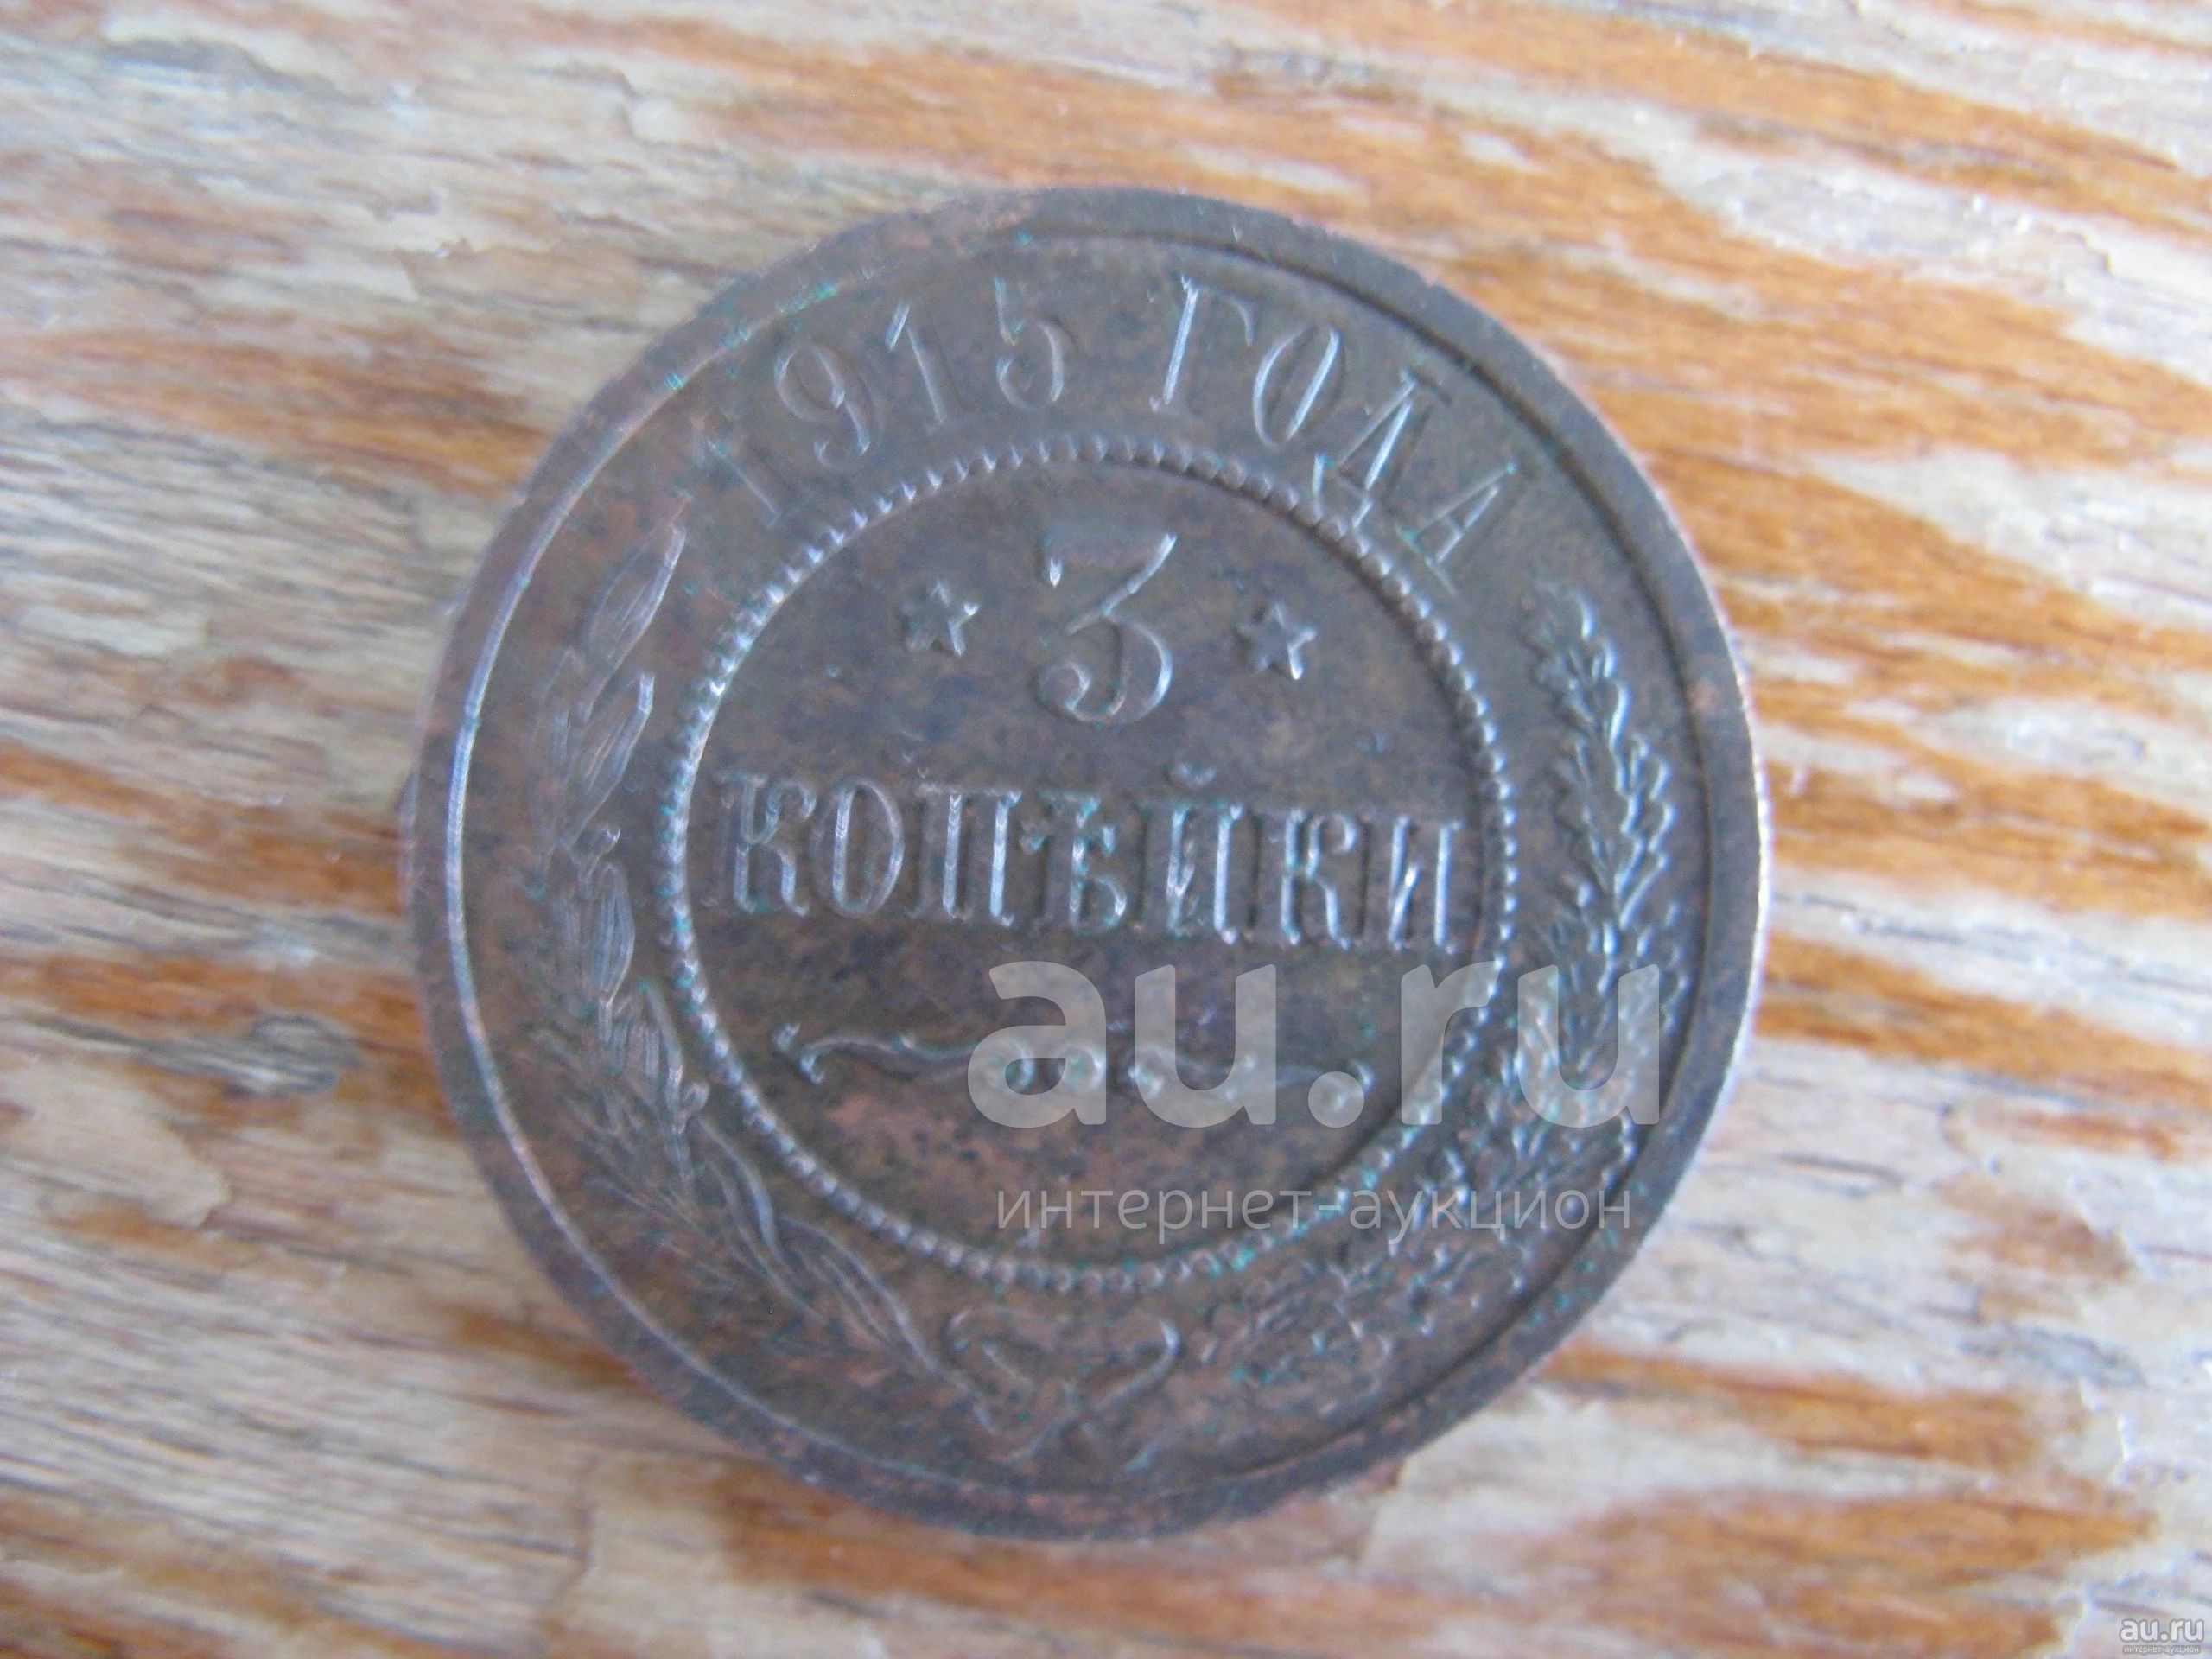 1915 ГОДА
3
КОПѢЙКИ
au.ru
интернет-аукцион
au.ru
интернет-аукцион